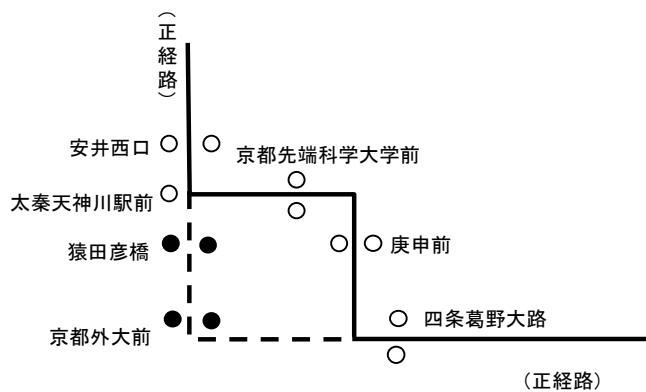 （正経路）
安井西口
京都先端科学大学前
太秦天神川駅前
猿田彦橋
庚申前
京都外大前
四条葛野大路
（正経路）